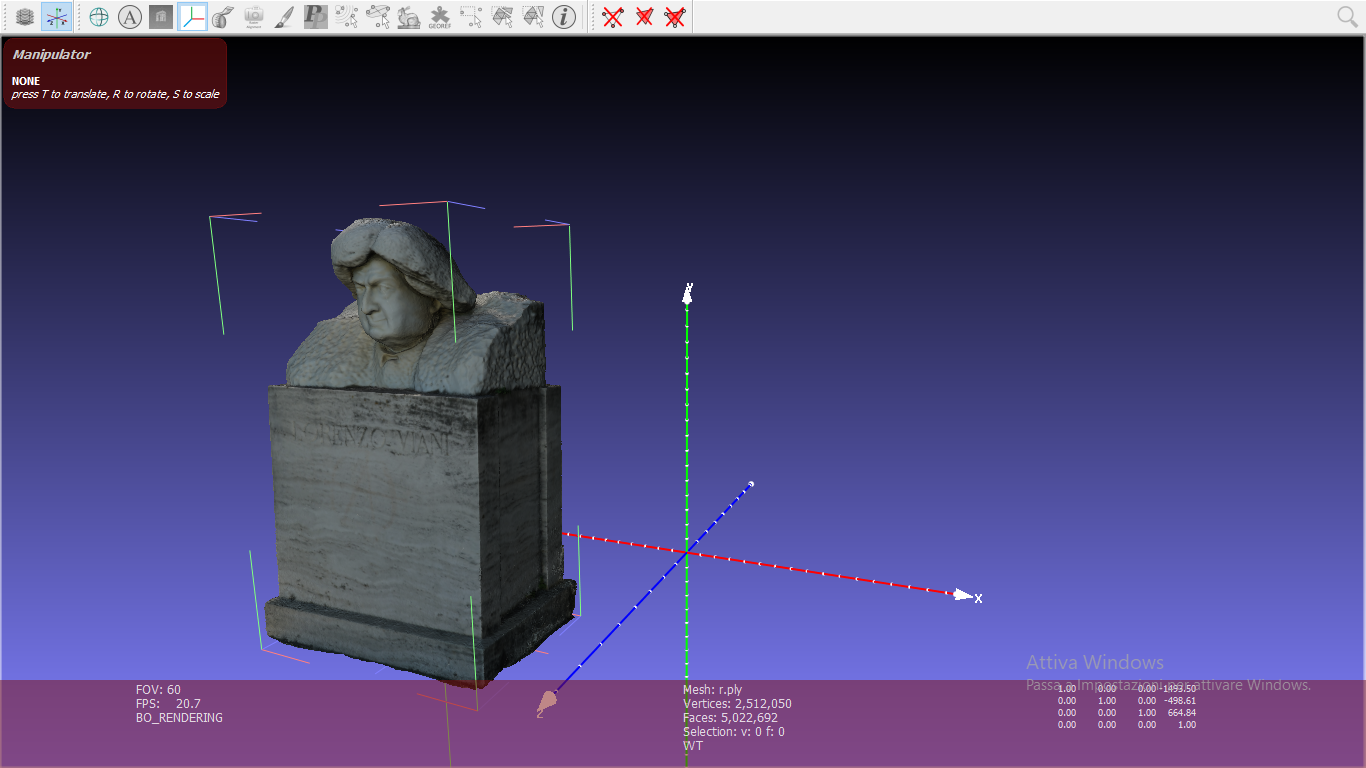 A
GEOREF
i
Manipulator
NONE
press T to translate, R to rotate, S to scale
Y
X
Z
VIANI
Attiva Windows
Passa a Impostazioni per attivare Windows.
FOV: 60
FPS: 20.7
BO_RENDERING
Mesh: r.ply
Vertices: 2,512,050
Faces: 5,022,692
Selection: v: 0 f: 0
WT
1.00 0.00 0.00 -1493.50
0.00 1.00 0.00 -498.61
0.00 0.00 1.00 664.84
0.00 0.00 0.00 1.00